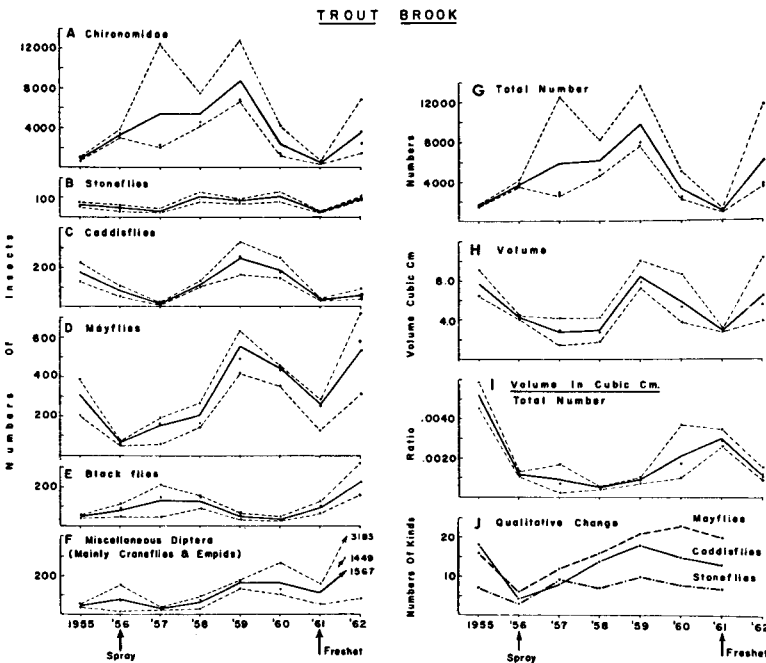 TROUT BROOK
A Chironomidae
12000
8000
4000
B Stoneflies
100
C Caddisflies
200
D Mayflies
600
400
200
E Black flies
200
F Miscellaneous Diptera
(Mainly Craneflies & Empids)
3183
1449
1567
200
Numbers Of Insects
1955 '56 '57 '58 '59 '60 '61 '62
Spray
Freshet
G Total Number
12000
8000
4000
Numbers
H Volume
6.0
4.0
Volume Cubic Cm
I Volume In Cubic Cm.
Total Number
.0040
.0020
Ratio
J Qualitative Change
Mayflies
Caddisflies
Stoneflies
20
10
Numbers Of Kinds
1955 '56 '57 '58 '59 '60 '61 '62
Spray
Freshet